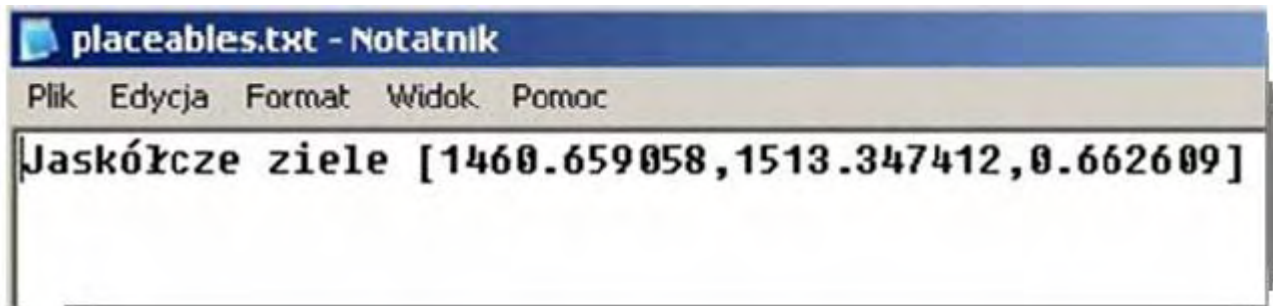 placeables.txt - Notatnik
Plik Edycja Format Widok Pomoc
Jaskółcze ziele [1460.659058,1513.347412,0.662609]